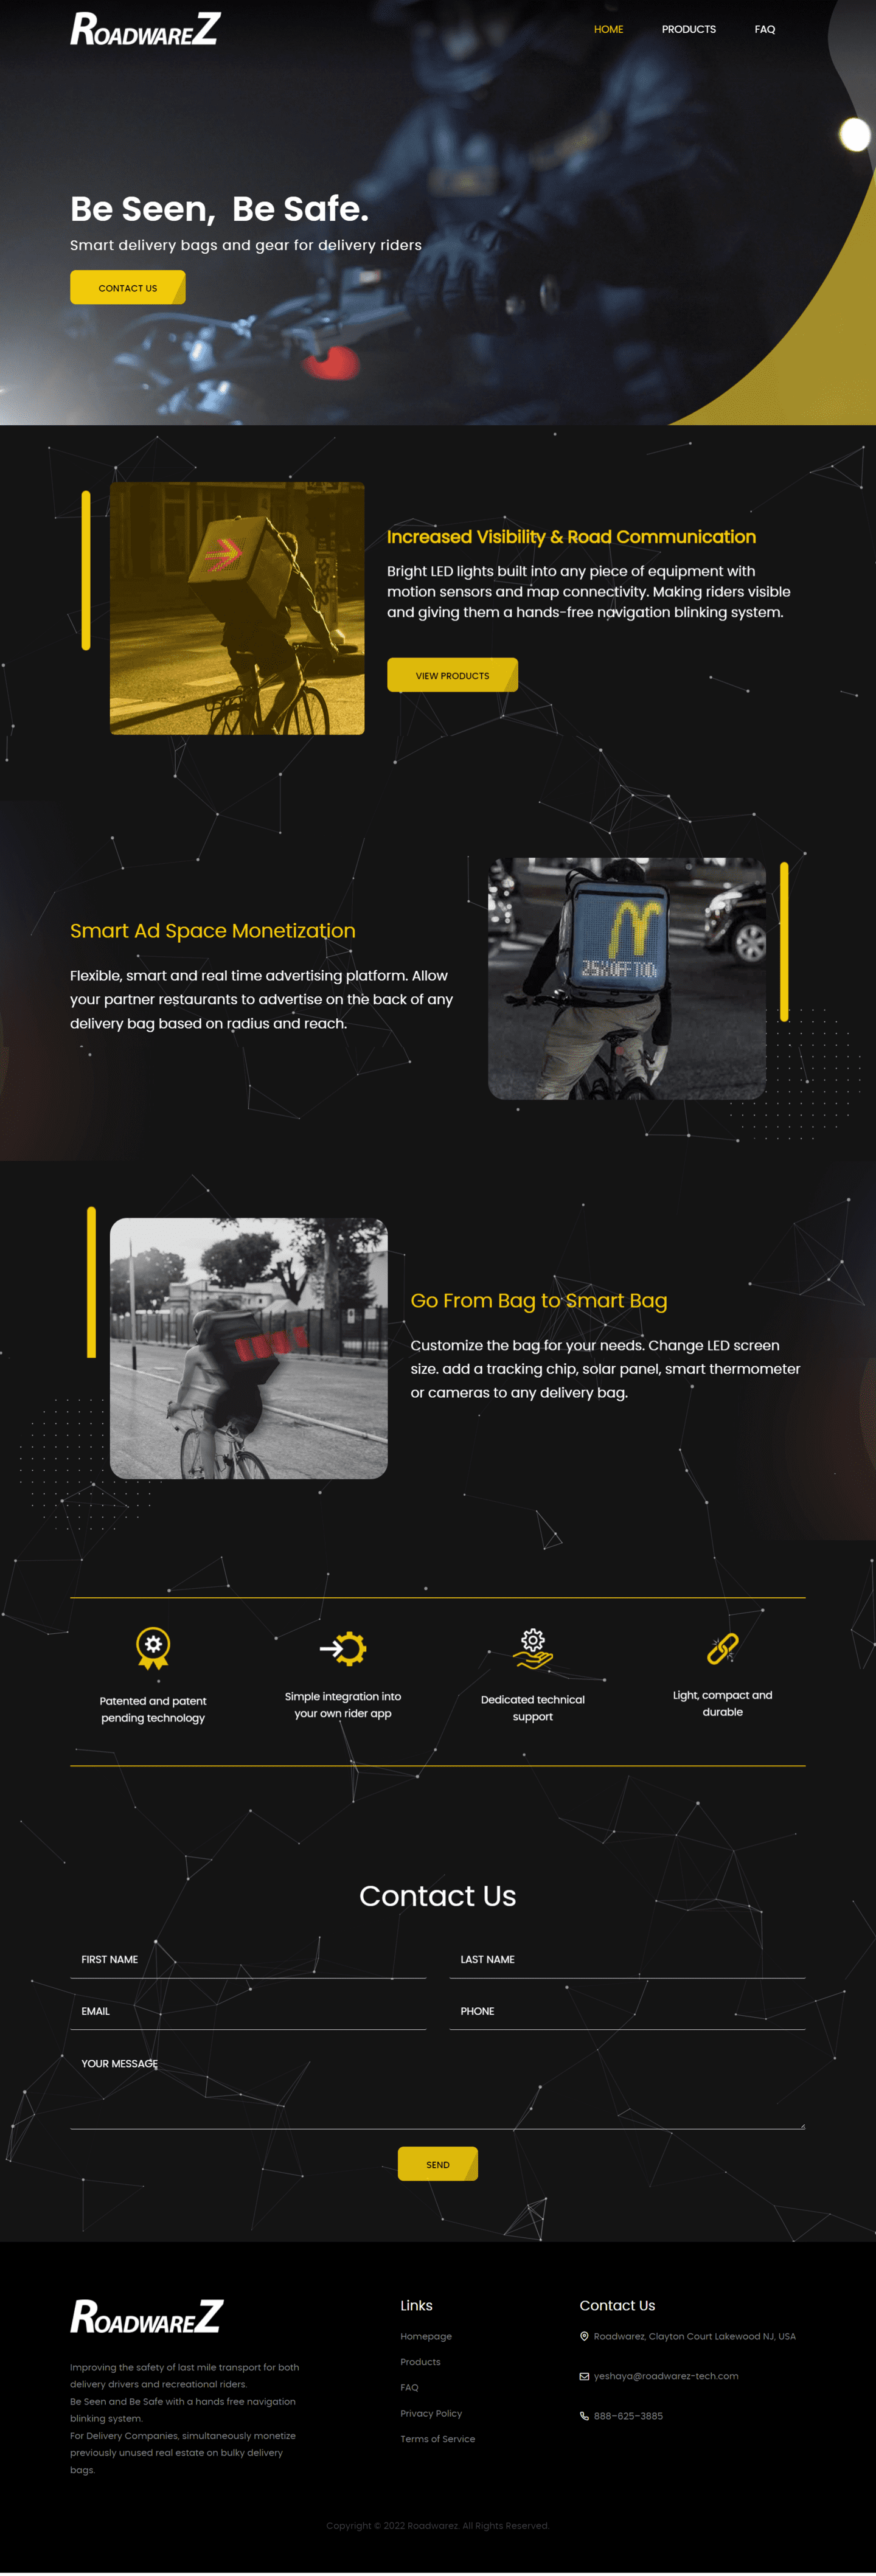 ROADWAREZ
HOME PRODUCTS FAQ
Be Seen, Be Safe.
Smart delivery bags and gear for delivery riders
CONTACT US
Increased Visibility & Road Communication
Bright LED lights built into any piece of equipment with
motion sensors and map connectivity. Making riders visible
and giving them a hands-free navigation blinking system.
VIEW PRODUCTS
Smart Ad Space Monetization
Flexible, smart and real time advertising platform. Allow
your partner restaurants to advertise on the back of any
delivery bag based on radius and reach.
25% OFF TODA
Go From Bag to Smart Bag
Customize the bag for your needs. Change LED screen
size. add a tracking chip, solar panel, smart thermometer
or cameras to any delivery bag.
Patented and patent
pending technology
Simple integration into
your own rider app
Dedicated technical
support
Light, compact and
durable
Contact Us
FIRST NAME
LAST NAME
EMAIL
PHONE
YOUR MESSAGE
SEND
ROADWAREZ
Improving the safety of last mile transport for both
delivery drivers and recreational riders.
Be Seen and Be Safe with a hands free navigation
blinking system.
For Delivery Companies, simultaneously monetize
previously unused real estate on bulky delivery
bags.
Links
Homepage
Products
FAQ
Privacy Policy
Terms of Service
Contact Us
Roadwarez, Clayton Court Lakewood NJ, USA
yeshaya@roadwarez-tech.com
888-625-3885
Copyright © 2022 Roadwarez. All Rights Reserved.